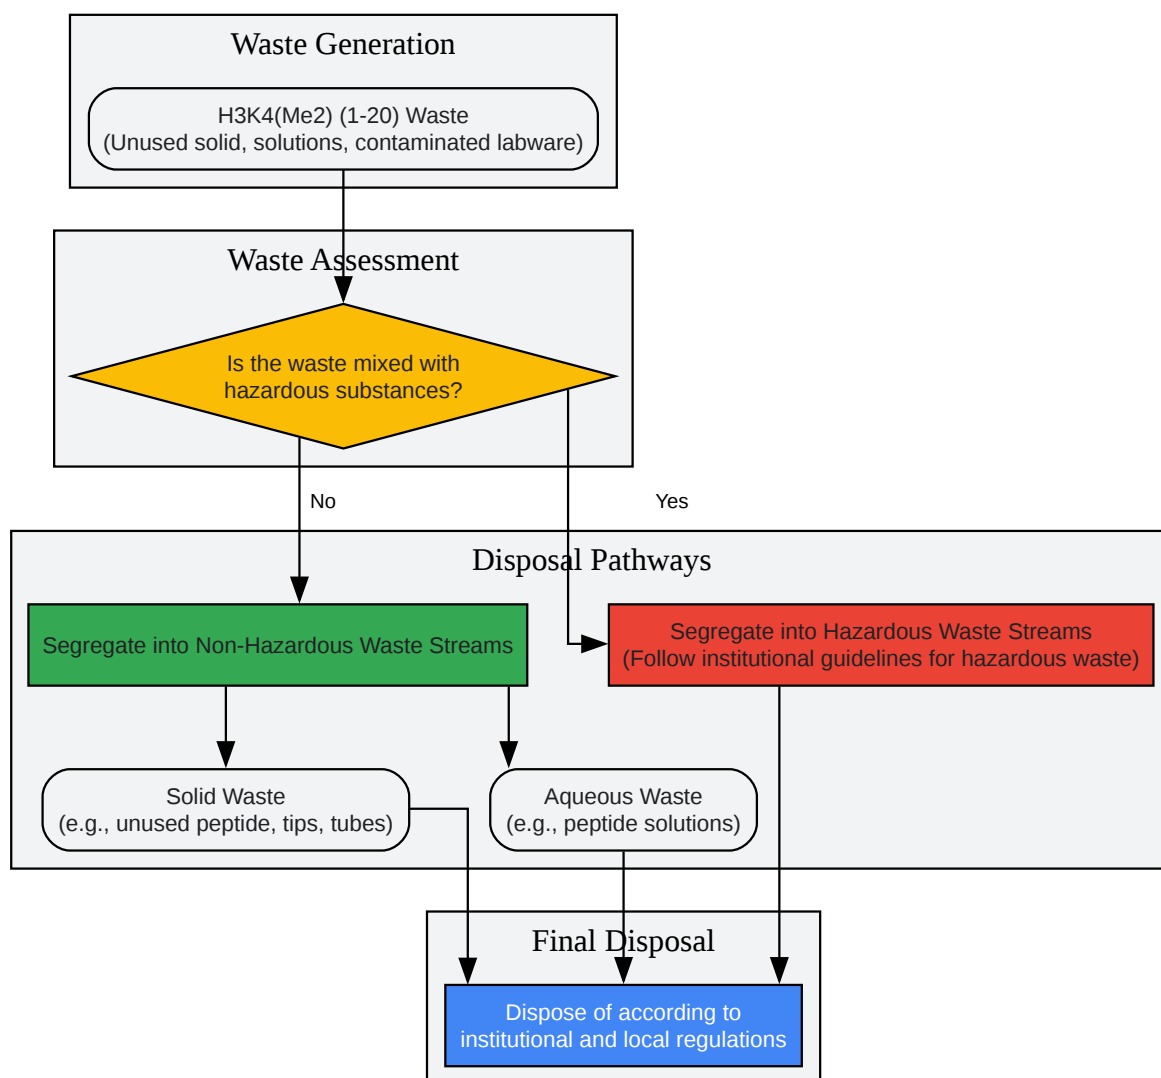 Waste Generation
H3K4(Me2) (1-20) Waste
(Unused solid, solutions, contaminated labware)
Waste Assessment
Is the waste mixed with
hazardous substances?
No
Yes
Disposal Pathways
Segregate into Non-Hazardous Waste Streams
Segregate into Hazardous Waste Streams
(Follow institutional guidelines for hazardous waste)
Solid Waste
(e.g., unused peptide, tips, tubes)
Aqueous Waste
(e.g., peptide solutions)
Final Disposal
Dispose of according to
institutional and local regulations